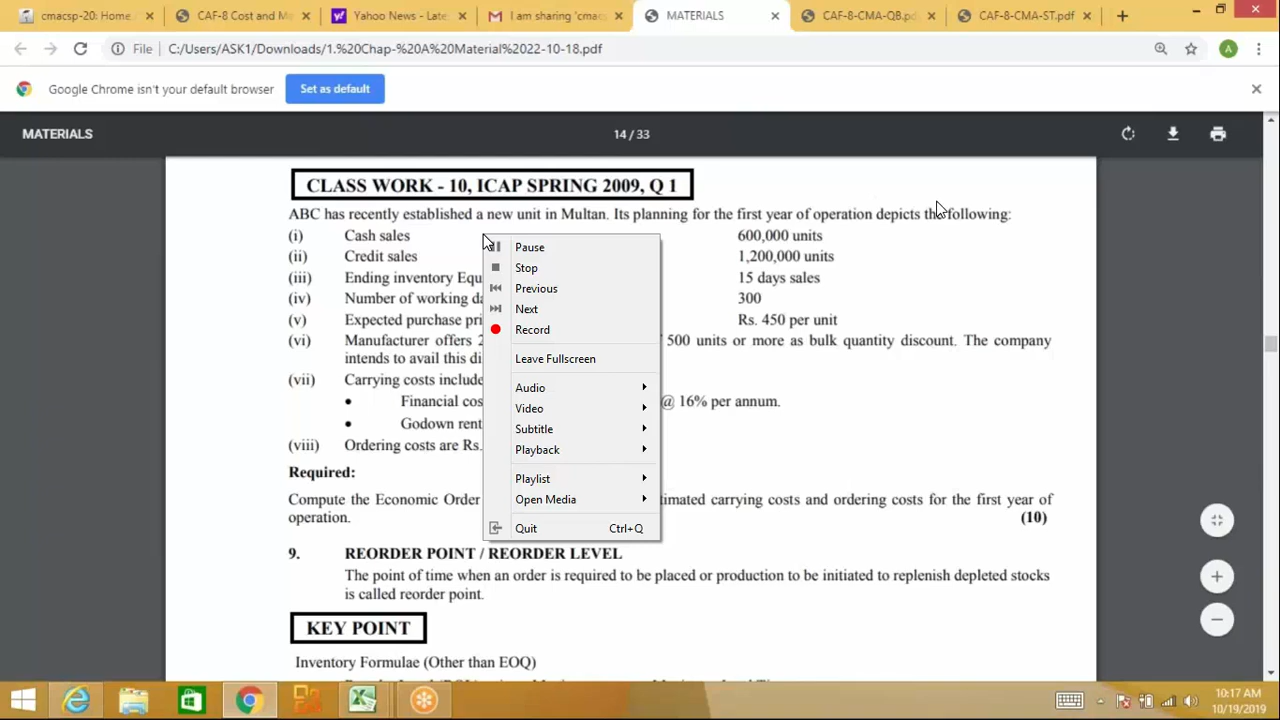 cmacsp-20: Home
CAF-8 Cost and M
Yahoo News - Late
I am sharing 'cmacs
MATERIALS
CAF-8-CMA-QB.pd
CAF-8-CMA-ST.pdf
File
C:/Users/ASK1/Downloads/1.%20Chap-%20A%20Material%2022-10-18.pdf
A
Google Chrome isn't your default browser
Set as default
MATERIALS
14 / 33
CLASS WORK - 10, ICAP SPRING 2009, Q 1
ABC has recently established a new unit in Multan. Its planning for the first year of operation depicts the following:
(i) Cash sales 600,000 units
(ii) Credit sales 1,200,000 units
(iii) Ending inventory Equ 15 days sales
(iv) Number of working da 300
(v) Expected purchase pri Rs. 450 per unit
(vi) Manufacturer offers 2 500 units or more as bulk quantity discount. The company
intends to avail this di
(vii) Carrying costs include
• Financial cos @ 16% per annum.
• Godown rent
(viii) Ordering costs are Rs.
Required:
Compute the Economic Order timated carrying costs and ordering costs for the first year of
operation. (10)
9. REORDER POINT / REORDER LEVEL
The point of time when an order is required to be placed or production to be initiated to replenish depleted stocks
is called reorder point.
KEY POINT
Inventory Formulae (Other than EOQ)
Pause
Stop
Previous
Next
Record
Leave Fullscreen
Audio
Video
Subtitle
Playback
Playlist
Open Media
Quit Ctrl+Q
10:17 AM
10/19/2019